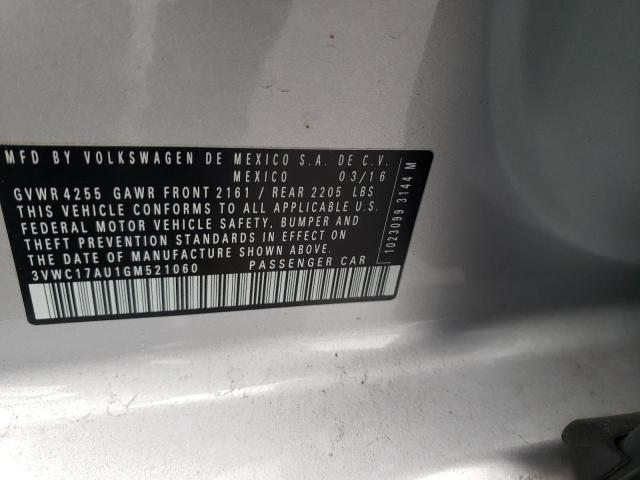 MFD BY VOLKSWAGEN DE MEXICO S.A. DE C.V.
MEXICO 03/16
GVWR 4255 GAWR FRONT 2161 / REAR 2205 LBS
THIS VEHICLE CONFORMS TO ALL APPLICABLE U.S.
FEDERAL MOTOR VEHICLE SAFETY, BUMPER AND
THEFT PREVENTION STANDARDS IN EFFECT ON
THE DATE OF MANUFACTURE SHOWN ABOVE.
3VWC17AU1GM521060 PASSENGER CAR
1023099 3144 M